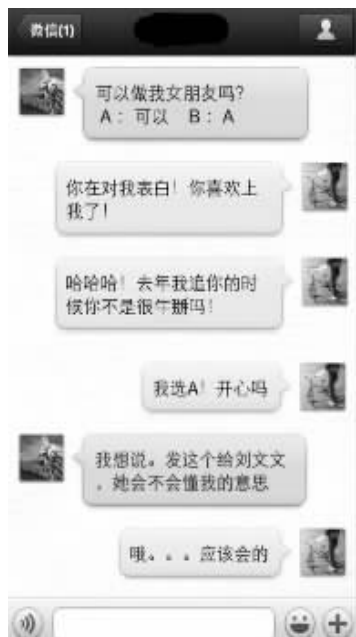 微信(1)
可以做我女朋友吗?
A：可以 B：A
你在对我表白！你喜欢上
我了！
哈哈哈！去年我追你的时
候你不是很牛掰吗！
我选A！开心吗
我想说。发这个给刘文文
。她会不会懂我的意思
哦。。。应该会的